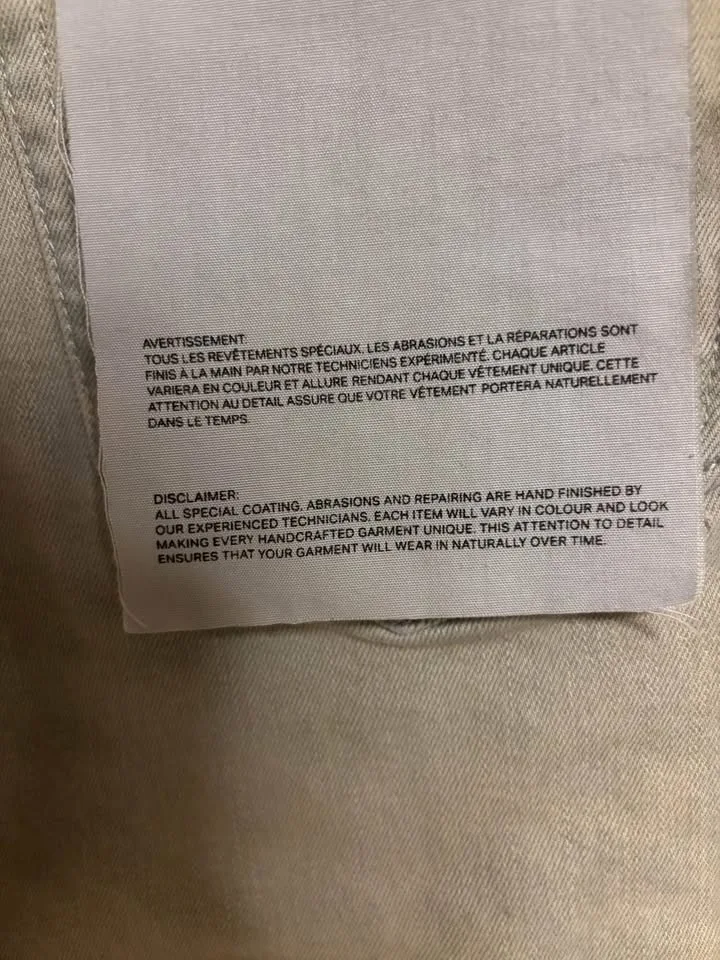 AVERTISSEMENT:
TOUS LES REVÊTEMENTS SPÉCIAUX. LES ABRASIONS ET LA RÉPARATIONS SONT
FINIS À LA MAIN PAR NOTRE TECHNICIENS EXPÉRIMENTÉ. CHAQUE ARTICLE
VARIERA EN COULEUR ET ALLURE RENDANT CHAQUE VÉTEMENT UNIQUE. CETTE
ATTENTION AU DETAIL ASSURE QUE VOTRE VÉTEMENT PORTERA NATURELLEMENT
DANS LE TEMPS.
DISCLAIMER:
ALL SPECIAL COATING. ABRASIONS AND REPAIRING ARE HAND FINISHED BY
OUR EXPERIENCED TECHNICIANS. EACH ITEM WILL VARY IN COLOUR AND LOOK
MAKING EVERY HANDCRAFTED GARMENT UNIQUE. THIS ATTENTION TO DETAIL
ENSURES THAT YOUR GARMENT WILL WEAR IN NATURALLY OVER TIME.